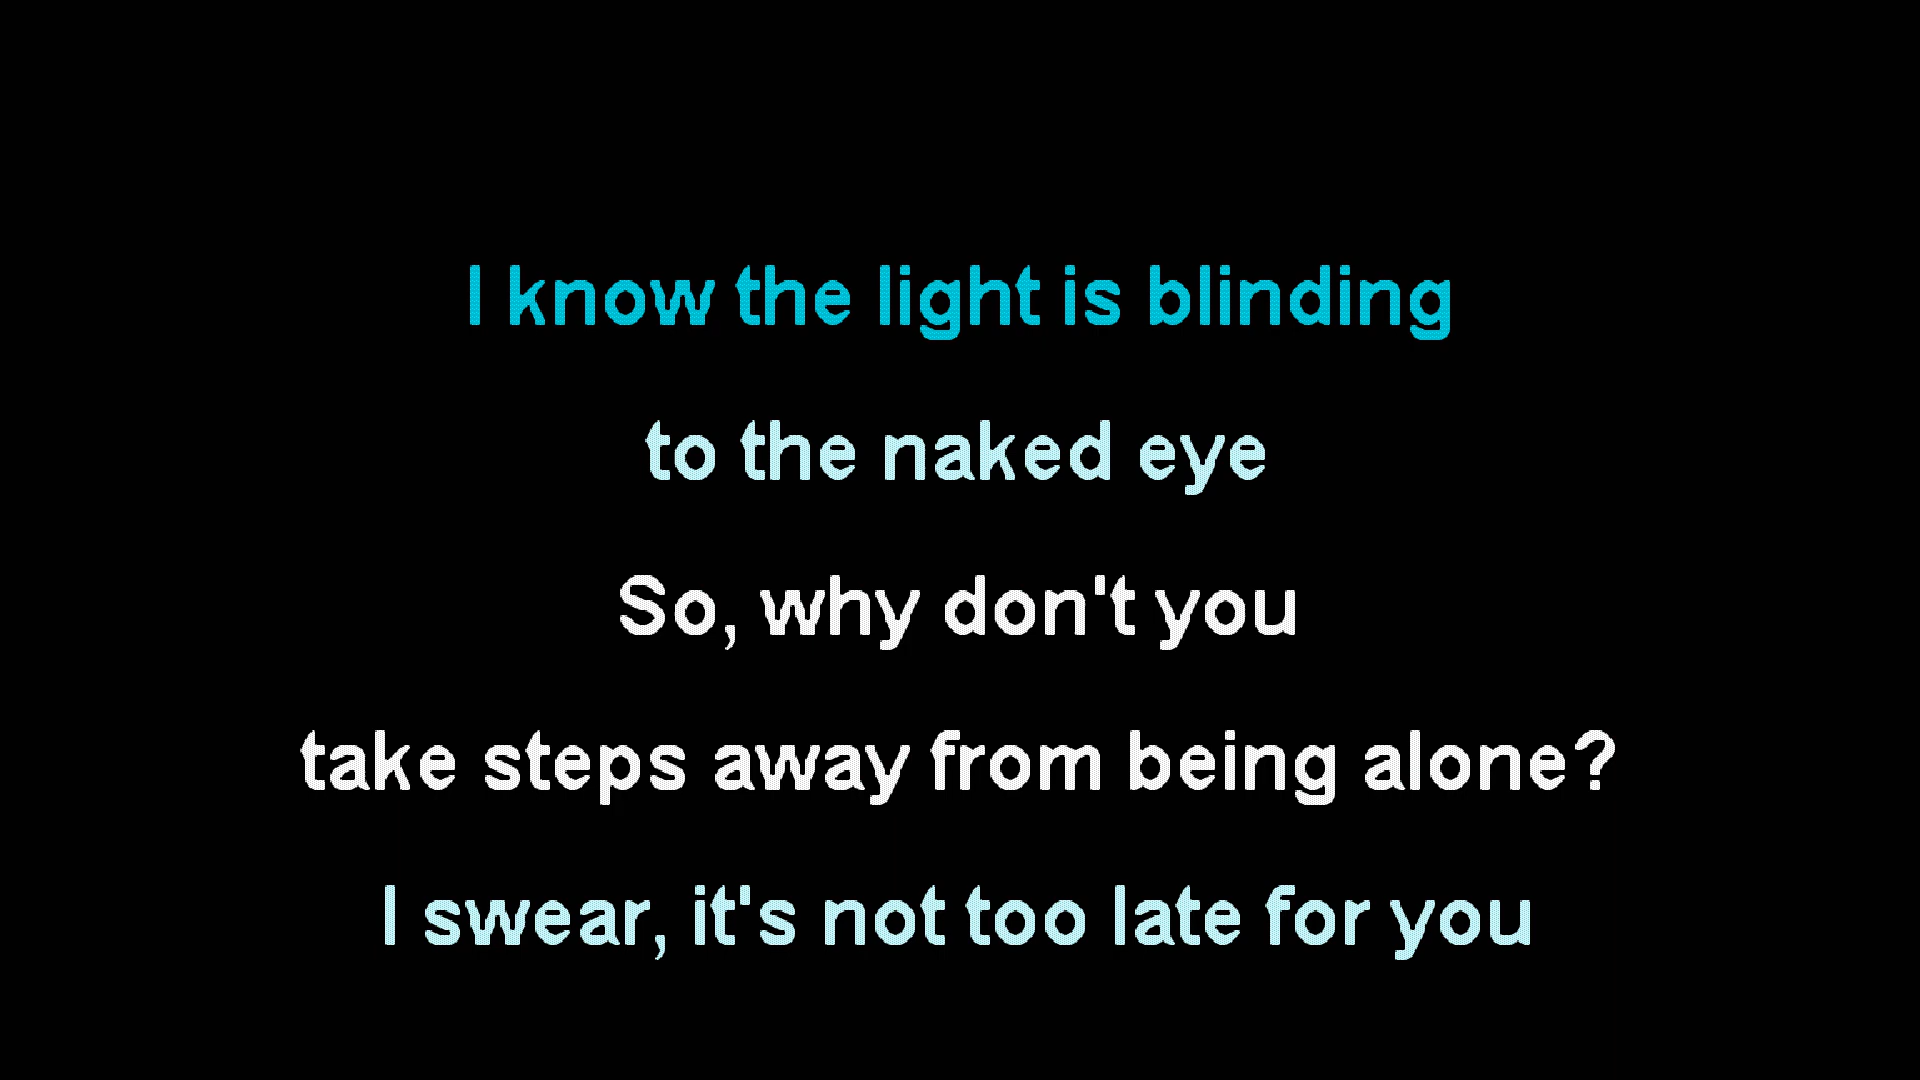 I know the light is blinding
to the naked eye
So, why don't you
take steps away from being alone?
I swear, it's not too late for you